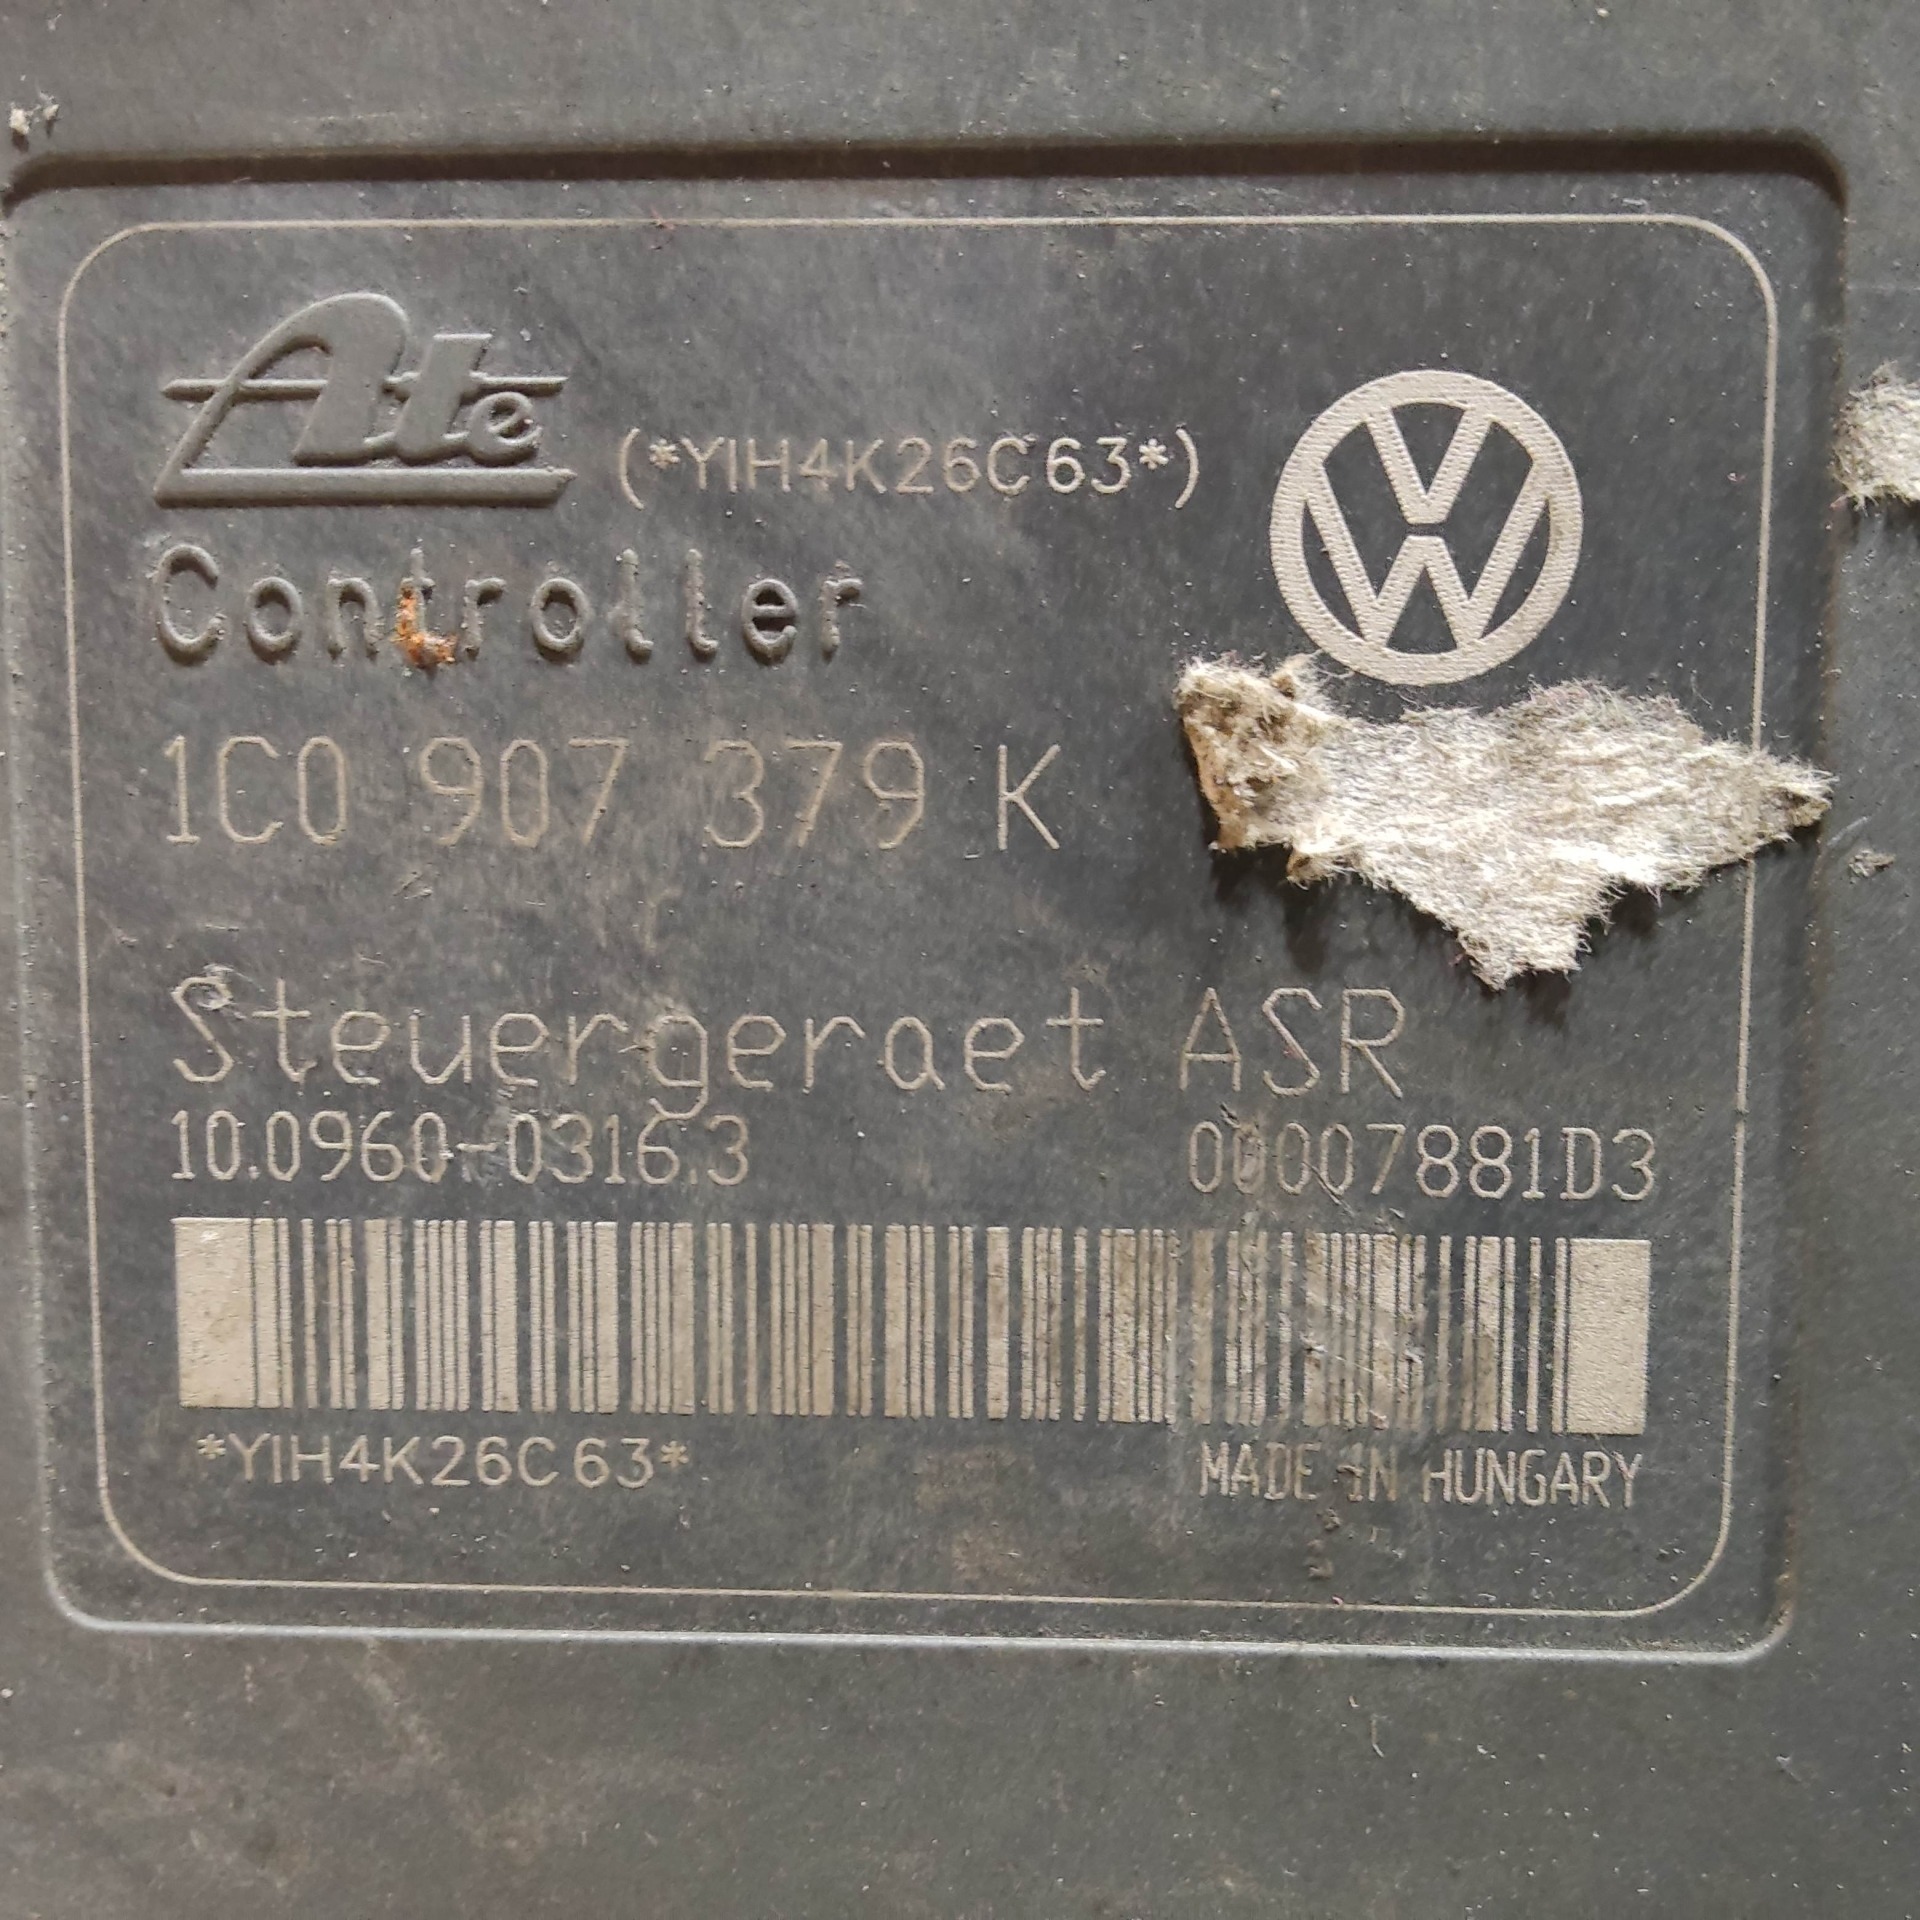 Ate (*YIH4K26C63*)
Controller
1C0 907 379 K
Steuergeraet ASR
10.0960-0316.3 00007881D3
*YIH4K26C63* MADE IN HUNGARY